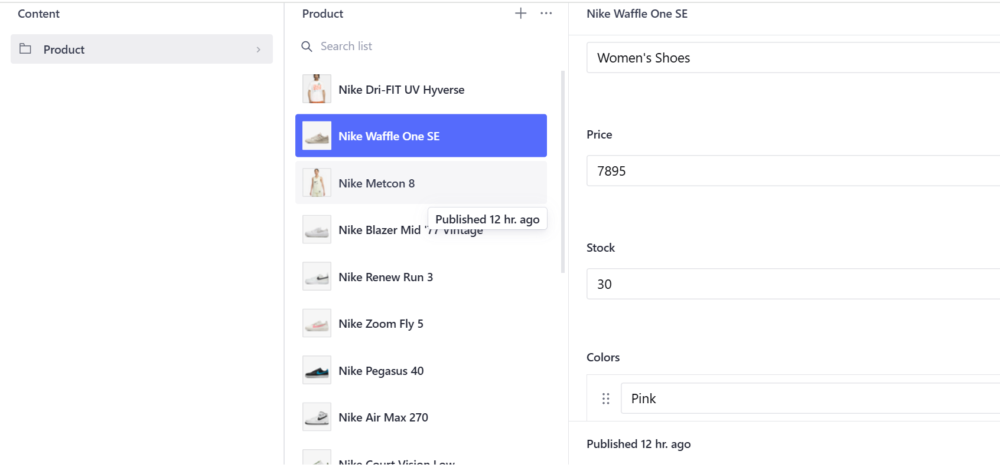 Content
Product
Product
Search list
Nike Dri-FIT UV Hyverse
Nike Waffle One SE
Nike Metcon 8
Published 12 hr. ago
Nike Blazer Mid '77 Vintage
Nike Renew Run 3
Nike Zoom Fly 5
Nike Pegasus 40
Nike Air Max 270
Nike Court Vision Low
Nike Waffle One SE
Women's Shoes
Price
7895
Stock
30
Colors
Pink
Published 12 hr. ago